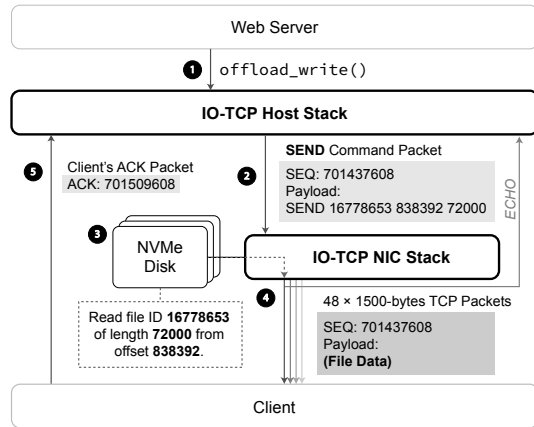 Web Server
1 offload_write()
IO-TCP Host Stack
5 Client's ACK Packet
ACK: 701509608
2 SEND Command Packet
SEQ: 701437608
Payload:
SEND 16778653 838392 72000
ECHO
3 NVMe
Disk
IO-TCP NIC Stack
Read file ID 16778653
of length 72000 from
offset 838392.
4 48 × 1500-bytes TCP Packets
SEQ: 701437608
Payload:
(File Data)
Client